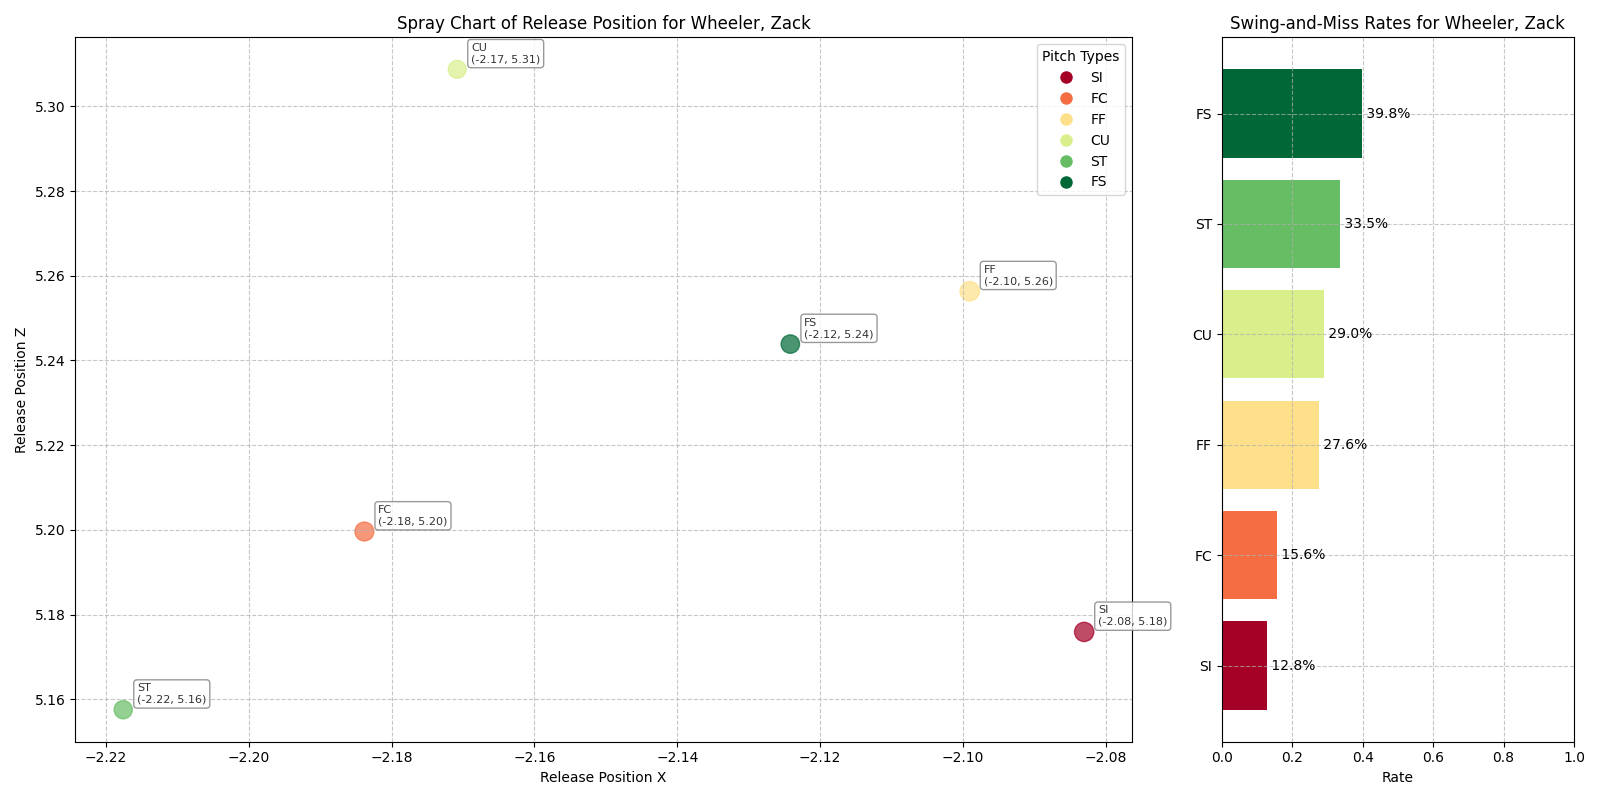 Spray Chart of Release Position for Wheeler, Zack
CU
(-2.17, 5.31)
Pitch Types
SI
FC
FF
CU
ST
FS
FF
(-2.10, 5.26)
FS
(-2.12, 5.24)
FC
(-2.18, 5.20)
SI
(-2.08, 5.18)
ST
(-2.22, 5.16)
5.30
5.28
5.26
5.24
5.22
5.20
5.18
5.16
Release Position Z
−2.22 −2.20 −2.18 −2.16 −2.14 −2.12 −2.10 −2.08
Release Position X
Swing-and-Miss Rates for Wheeler, Zack
FS 39.8%
ST 33.5%
CU 29.0%
FF 27.6%
FC 15.6%
SI 12.8%
0.0 0.2 0.4 0.6 0.8 1.0
Rate